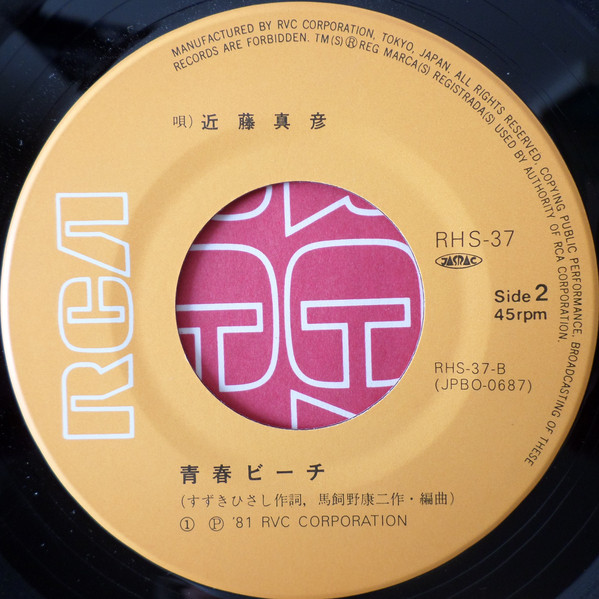 MANUFACTURED BY RVC CORPORATION, TOKYO, JAPAN. ALL RIGHTS RESERVED, COPYING PUBLIC PERFORMANCE, BROADCASTING OF THESE
RECORDS ARE FORBIDDEN. TM(S)® REG MARCA(S) REGISTRADA(S) USED BY AUTHORITY OF RCA CORPORATION.
唄) 近藤真彦
RCA
RHS-37
JASRAC
Side 2
45rpm
RHS-37-B
(JPBO-0687)
青春ビーチ
(すずきひさし作詞, 馬飼野康二作・編曲)
① Ⓟ '81 RVC CORPORATION